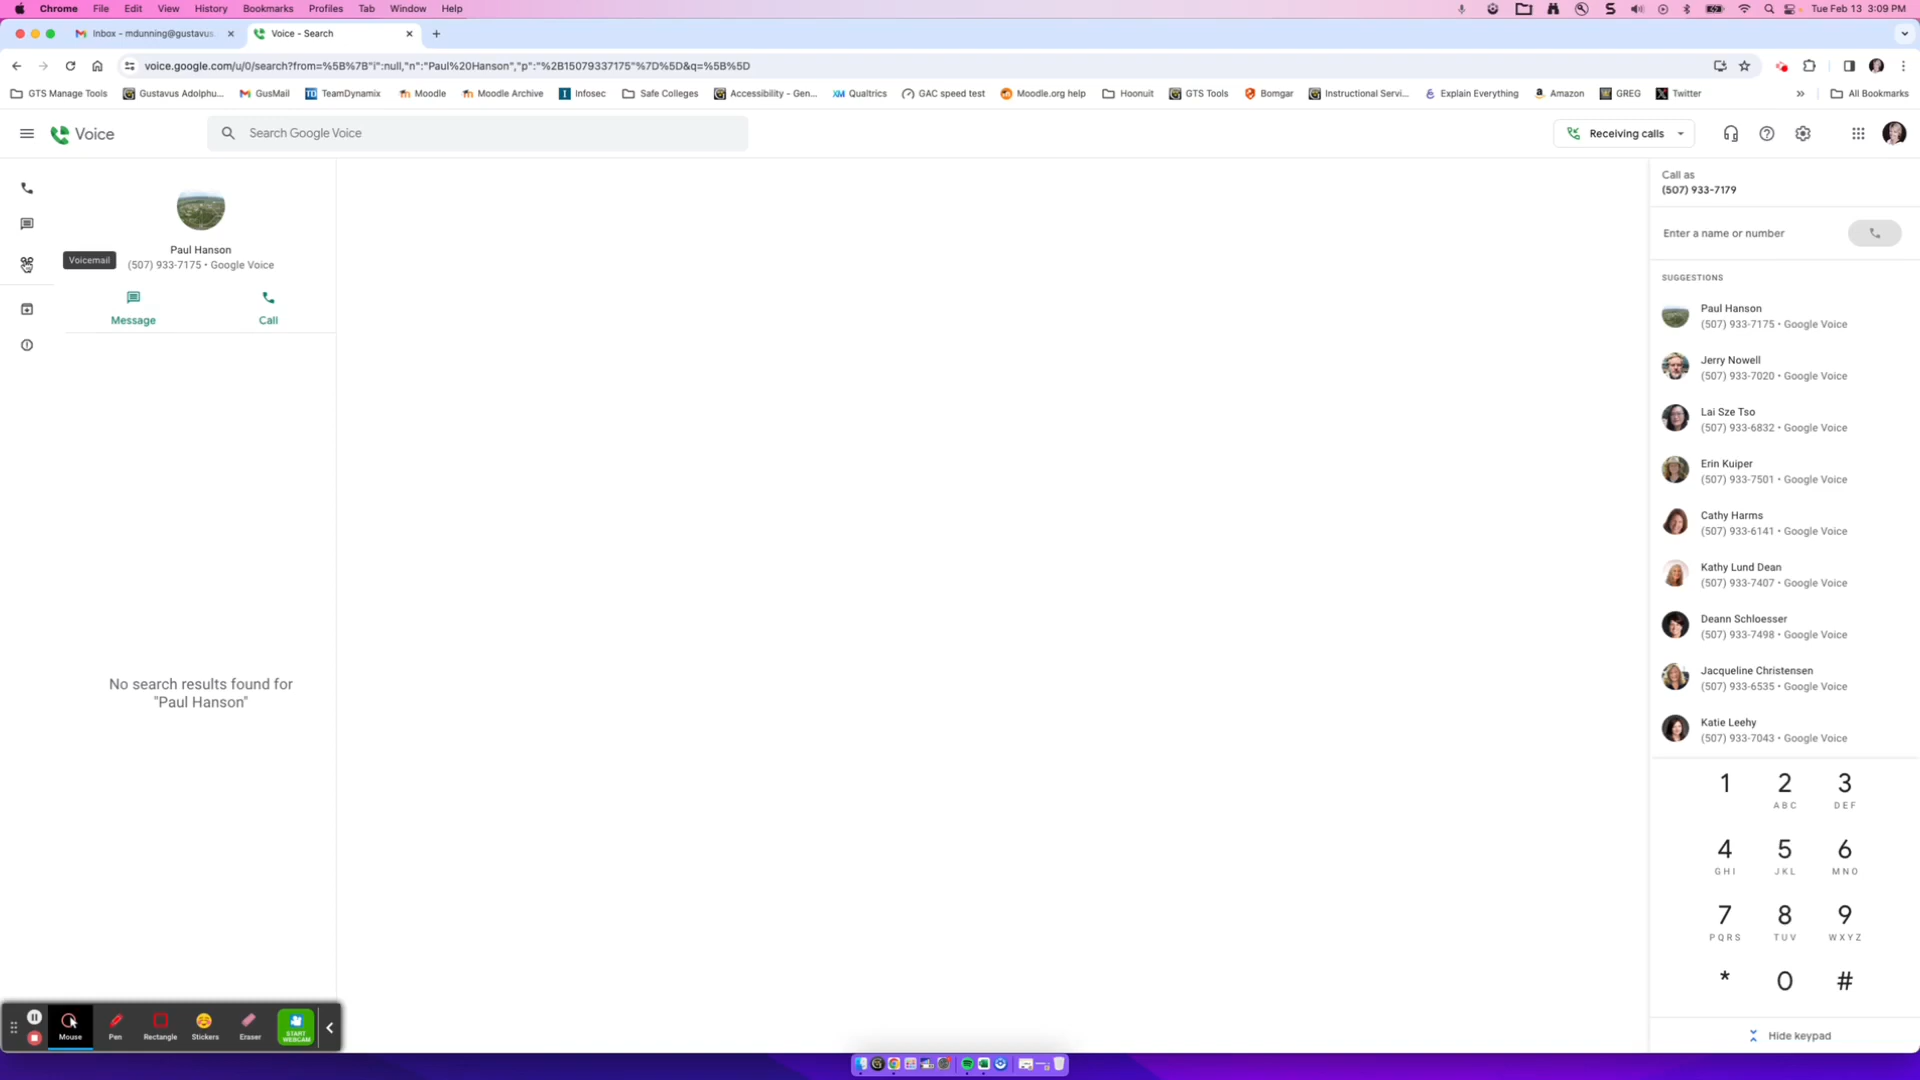 Chrome File Edit View History Bookmarks Profiles Tab Window Help Tue Feb 13 3:09 PM
Inbox - mdunning@gustavus. Voice - Search
voice.google.com/u/0/search?from=%5B%7B"i":null,"n":"Paul%20Hanson","p":"%2B15079337175"%7D%5D&q=%5B%5D
GTS Manage Tools Gustavus Adolphu... GusMail TeamDynamix Moodle Moodle Archive Infosec Safe Colleges Accessibility - Gen... XM Qualtrics GAC speed test Moodle.org help Hoonuit GTS Tools Bomgar Instructional Servi... Explain Everything Amazon GREG Twitter » All Bookmarks
Voice
Search Google Voice
Receiving calls
Voicemail
Paul Hanson
(507) 933-7175 • Google Voice
Message Call
No search results found for
"Paul Hanson"
Call as
(507) 933-7179
Enter a name or number
SUGGESTIONS
Paul Hanson
(507) 933-7175 • Google Voice
Jerry Nowell
(507) 933-7020 • Google Voice
Lai Sze Tso
(507) 933-6832 • Google Voice
Erin Kuiper
(507) 933-7501 • Google Voice
Cathy Harms
(507) 933-6141 • Google Voice
Kathy Lund Dean
(507) 933-7407 • Google Voice
Deann Schloesser
(507) 933-7498 • Google Voice
Jacqueline Christensen
(507) 933-6535 • Google Voice
Katie Leehy
(507) 933-7043 • Google Voice
1 2 3
ABC DEF
4 5 6
GHI JKL MNO
7 8 9
PQRS TUV WXYZ
* 0 #
Hide keypad
Mouse Pen Rectangle Stickers Eraser START
WEBCAM